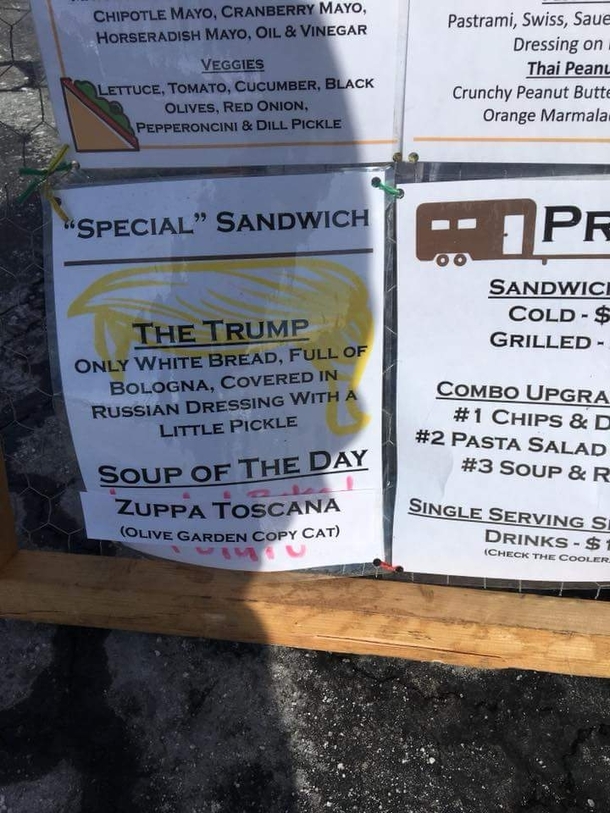 CHIPOTLE MAYO, CRANBERRY MAYO,
HORSERADISH MAYO, OIL & VINEGAR
VEGGIES
LETTUCE, TOMATO, CUCUMBER, BLACK
OLIVES, RED ONION,
PEPPERONCINI & DILL PICKLE
Pastrami, Swiss, Saue
Dressing on
Thai Peanu
Crunchy Peanut Butte
Orange Marmala
"SPECIAL" SANDWICH
THE TRUMP
ONLY WHITE BREAD, FULL OF
BOLOGNA, COVERED IN
RUSSIAN DRESSING WITH A
LITTLE PICKLE
SOUP OF THE DAY
ZUPPA TOSCANA
(OLIVE GARDEN COPY CAT)
PR
SANDWIC
COLD - $
GRILLED -
COMBO UPGRA
#1 CHIPS & D
#2 PASTA SALAD
#3 SOUP & R
SINGLE SERVING S
DRINKS - $1
(CHECK THE COOLER